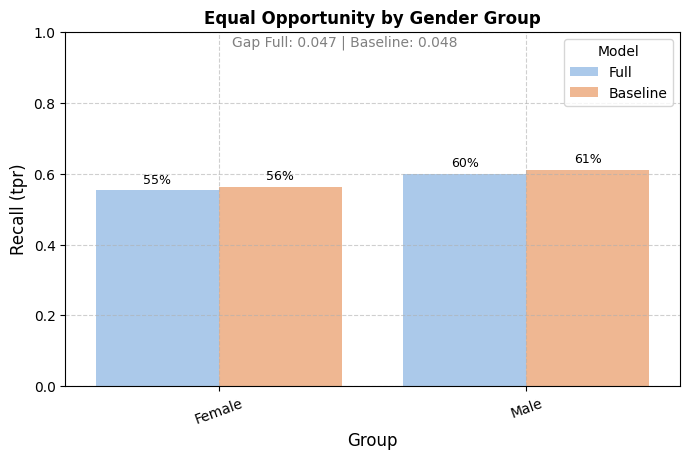 Equal Opportunity by Gender Group
Gap Full: 0.047 | Baseline: 0.048
Model
Full
Baseline
Recall (tpr)
1.0
0.8
0.6
0.4
0.2
0.0
55%
56%
60%
61%
Female
Male
Group